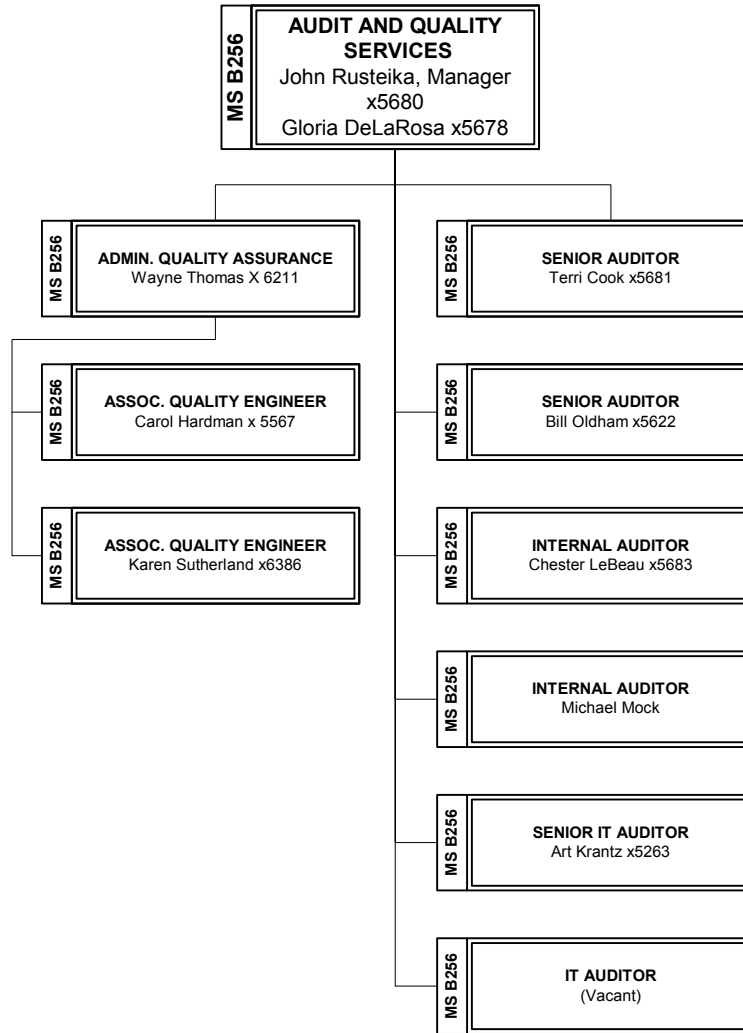 MS B256
AUDIT AND QUALITY
SERVICES
John Rusteika, Manager
x5680
Gloria DeLaRosa x5678
MS B256
ADMIN. QUALITY ASSURANCE
Wayne Thomas X 6211
MS B256
SENIOR AUDITOR
Terri Cook x5681
MS B256
ASSOC. QUALITY ENGINEER
Carol Hardman x 5567
MS B256
SENIOR AUDITOR
Bill Oldham x5622
MS B256
ASSOC. QUALITY ENGINEER
Karen Sutherland x6386
MS B256
INTERNAL AUDITOR
Chester LeBeau x5683
MS B256
INTERNAL AUDITOR
Michael Mock
MS B256
SENIOR IT AUDITOR
Art Krantz x5263
MS B256
IT AUDITOR
(Vacant)